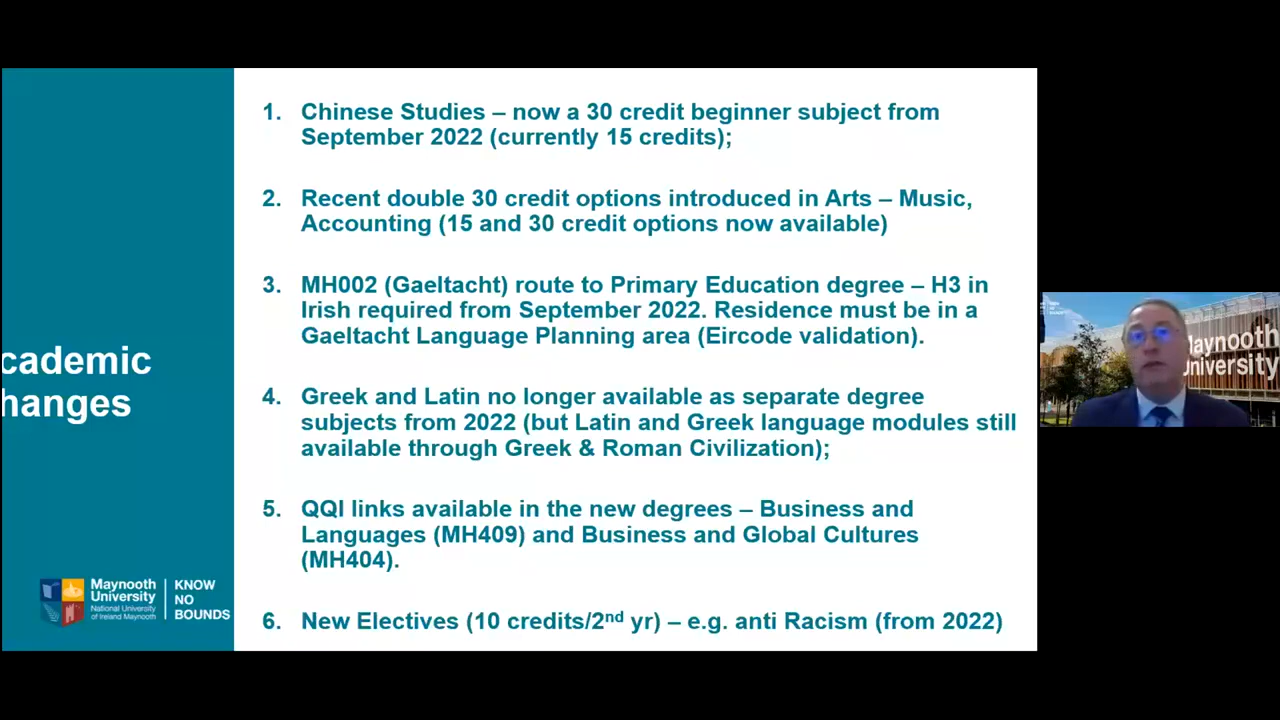 cademic
hanges
1. Chinese Studies – now a 30 credit beginner subject from
September 2022 (currently 15 credits);
2. Recent double 30 credit options introduced in Arts – Music,
Accounting (15 and 30 credit options now available)
3. MH002 (Gaeltacht) route to Primary Education degree – H3 in
Irish required from September 2022. Residence must be in a
Gaeltacht Language Planning area (Eircode validation).
4. Greek and Latin no longer available as separate degree
subjects from 2022 (but Latin and Greek language modules still
available through Greek & Roman Civilization);
5. QQI links available in the new degrees – Business and
Languages (MH409) and Business and Global Cultures
(MH404).
6. New Electives (10 credits/2nd yr) – e.g. anti Racism (from 2022)
Maynooth
University
National University
of Ireland Maynooth
KNOW
NO
BOUNDS
Maynooth
University